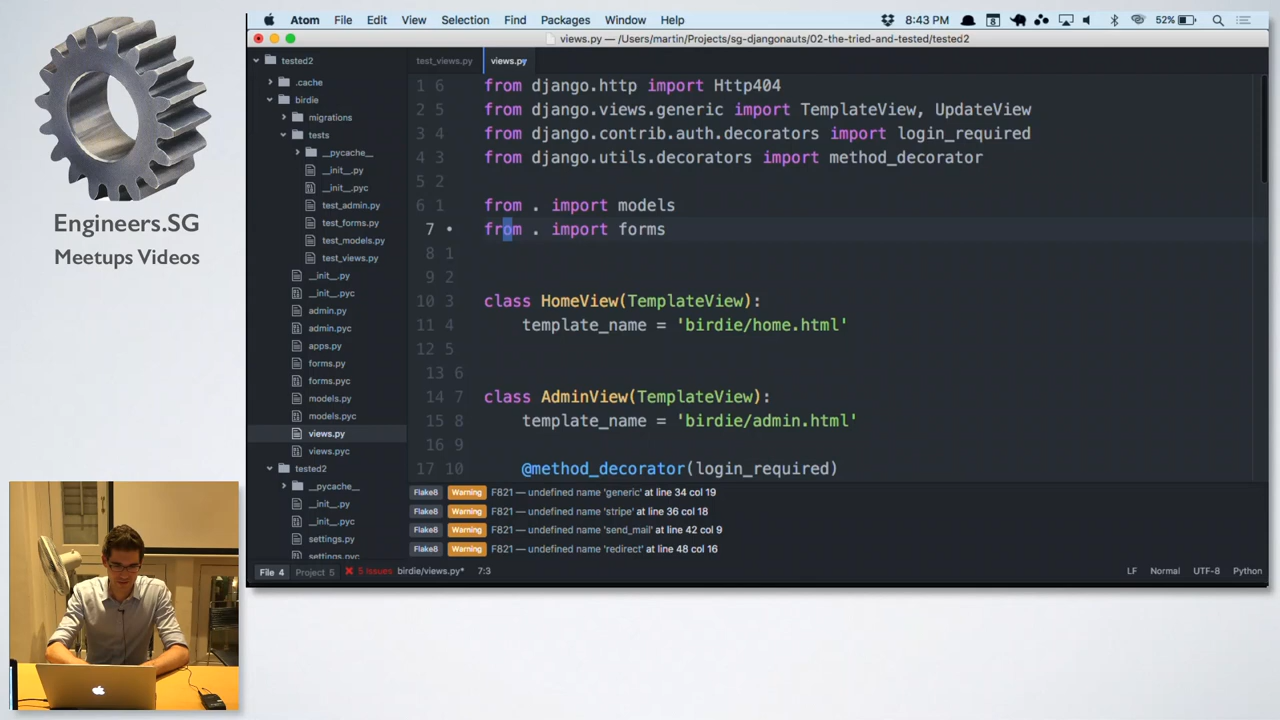 Engineers.SG
Meetups Videos
Atom File Edit View Selection Find Packages Window Help
8 8:43 PM 52%
views.py — /Users/martin/Projects/sg-djangonauts/02-the-tried-and-tested/tested2
tested2
.cache
birdie
migrations
tests
__pycache__
__init__.py
__init__.pyc
test_admin.py
test_forms.py
test_models.py
test_views.py
__init__.py
__init__.pyc
admin.py
admin.pyc
apps.py
forms.py
forms.pyc
models.py
models.pyc
views.py
views.pyc
tested2
__pycache__
__init__.py
__init__.pyc
settings.py
settings.pyc
test_views.py views.py
1 6 from django.http import Http404
2 5 from django.views.generic import TemplateView, UpdateView
3 4 from django.contrib.auth.decorators import login_required
4 3 from django.utils.decorators import method_decorator
5 2
6 1 from . import models
7 • from . import forms
8 1
9 2
10 3 class HomeView(TemplateView):
11 4 template_name = 'birdie/home.html'
12 5
13 6
14 7 class AdminView(TemplateView):
15 8 template_name = 'birdie/admin.html'
16 9
17 10 @method_decorator(login_required)
Flake8 Warning F821 — undefined name 'generic' at line 34 col 19
Flake8 Warning F821 — undefined name 'stripe' at line 36 col 18
Flake8 Warning F821 — undefined name 'send_mail' at line 42 col 9
Flake8 Warning F821 — undefined name 'redirect' at line 48 col 16
File 4 Project 5 5 Issues birdie/views.py* 7:3 LF Normal UTF-8 Python